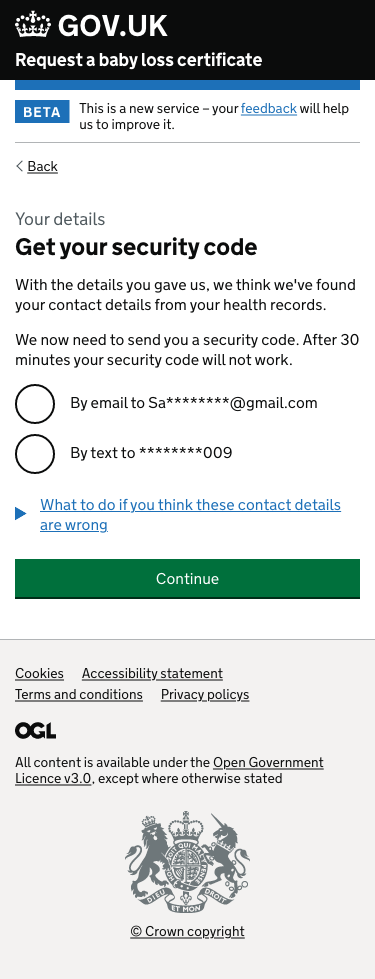 GOV.UK
Request a baby loss certificate
BETA
This is a new service – your feedback will help
us to improve it.
Back
Your details
Get your security code
With the details you gave us, we think we've found
your contact details from your health records.
We now need to send you a security code. After 30
minutes your security code will not work.
By email to Sa********@gmail.com
By text to ********009
What to do if you think these contact details
are wrong
Continue
Cookies Accessibility statement
Terms and conditions Privacy policys
OGL
All content is available under the Open Government
Licence v3.0, except where otherwise stated
DIEU ET MON DROIT
© Crown copyright